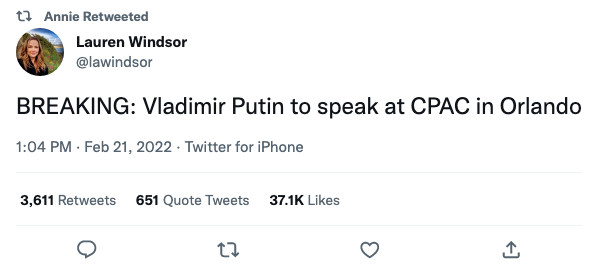 Annie Retweeted
Lauren Windsor
@lawindsor
BREAKING: Vladimir Putin to speak at CPAC in Orlando
1:04 PM · Feb 21, 2022 · Twitter for iPhone
3,611 Retweets 651 Quote Tweets 37.1K Likes